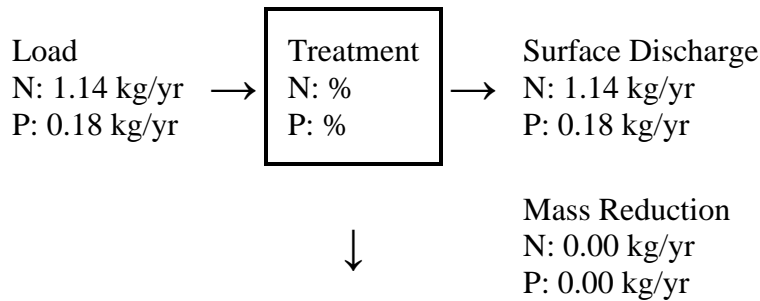 Load
N: 1.14 kg/yr
P: 0.18 kg/yr
→
Treatment
N: %
P: %
→
Surface Discharge
N: 1.14 kg/yr
P: 0.18 kg/yr
↓
Mass Reduction
N: 0.00 kg/yr
P: 0.00 kg/yr